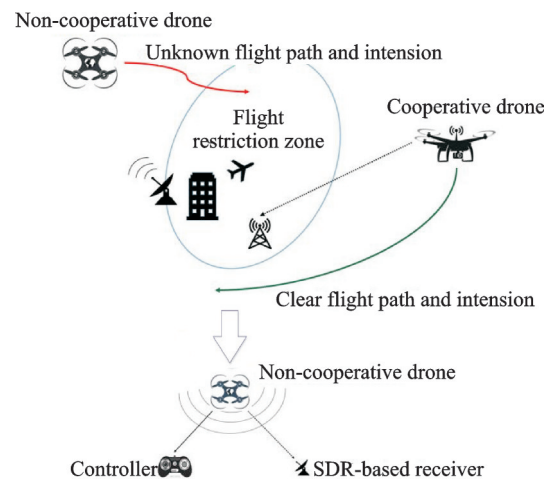 Non-cooperative drone
Unknown flight path and intension
Cooperative drone
Flight
restriction zone
Clear flight path and intension
Non-cooperative drone
Controller
SDR-based receiver